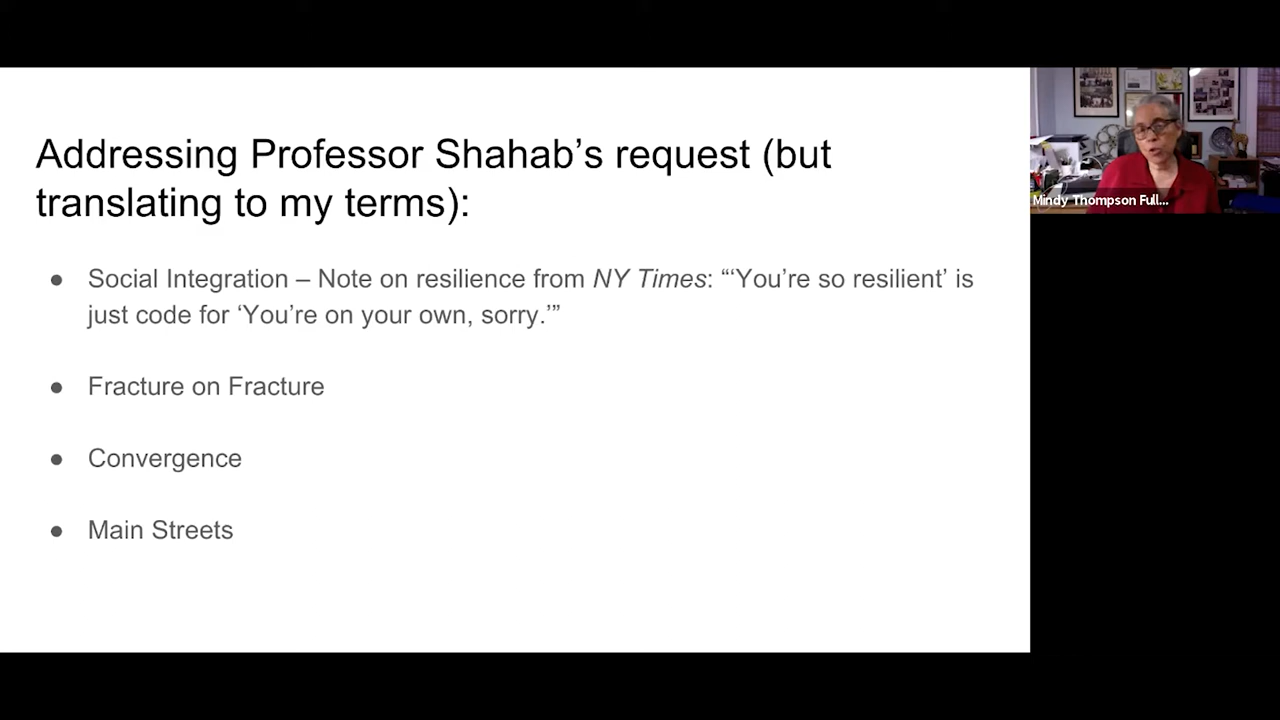 Addressing Professor Shahab’s request (but
translating to my terms):
● Social Integration – Note on resilience from NY Times: “‘You’re so resilient’ is
just code for ‘You’re on your own, sorry.’”
● Fracture on Fracture
● Convergence
● Main Streets
Mindy Thompson Full...